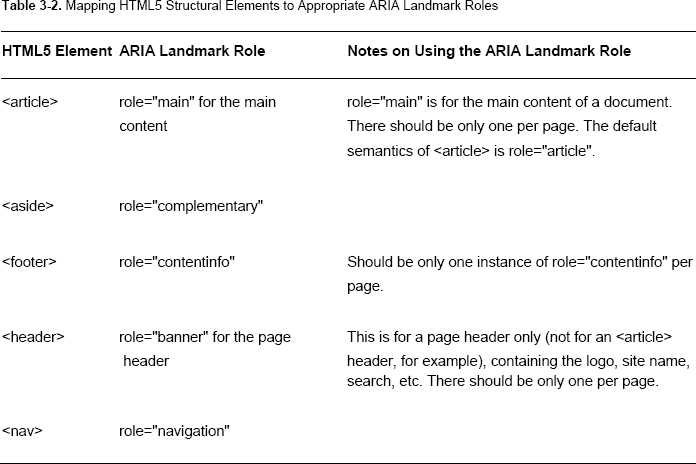 Table 3-2. Mapping HTML5 Structural Elements to Appropriate ARIA Landmark Roles
HTML5 Element ARIA Landmark Role Notes on Using the ARIA Landmark Role
<article> role="main" for the main role="main" is for the main content of a document.
content There should be only one per page. The default
semantics of <article> is role="article".
<aside> role="complementary"
<footer> role="contentinfo" Should be only one instance of role="contentinfo" per
page.
<header> role="banner" for the page This is for a page header only (not for an <article>
header header, for example), containing the logo, site name,
search, etc. There should be only one per page.
<nav> role="navigation"